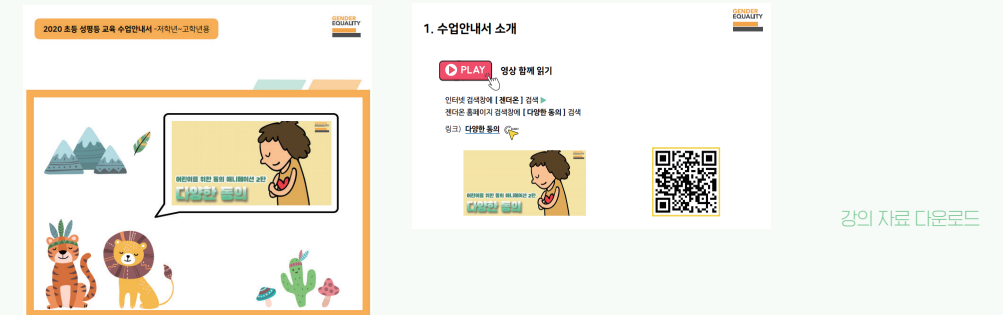 2020 초등 성평등 교육 수업안내서 -저학년~고학년용
GENDER
EQUALITY
어린이를 위한 동의 애니메이션 2탄
다양한 동의
1. 수업안내서 소개
GENDER
EQUALITY
PLAY 영상 함께 읽기
인터넷 검색창에 [ 젠더온 ] 검색 ▶
젠더온 홈페이지 검색창에 [ 다양한 동의 ] 검색
링크) 다양한 동의
어린이를 위한 동의 애니메이션 2탄
다양한 동의
강의 자료 다운로드